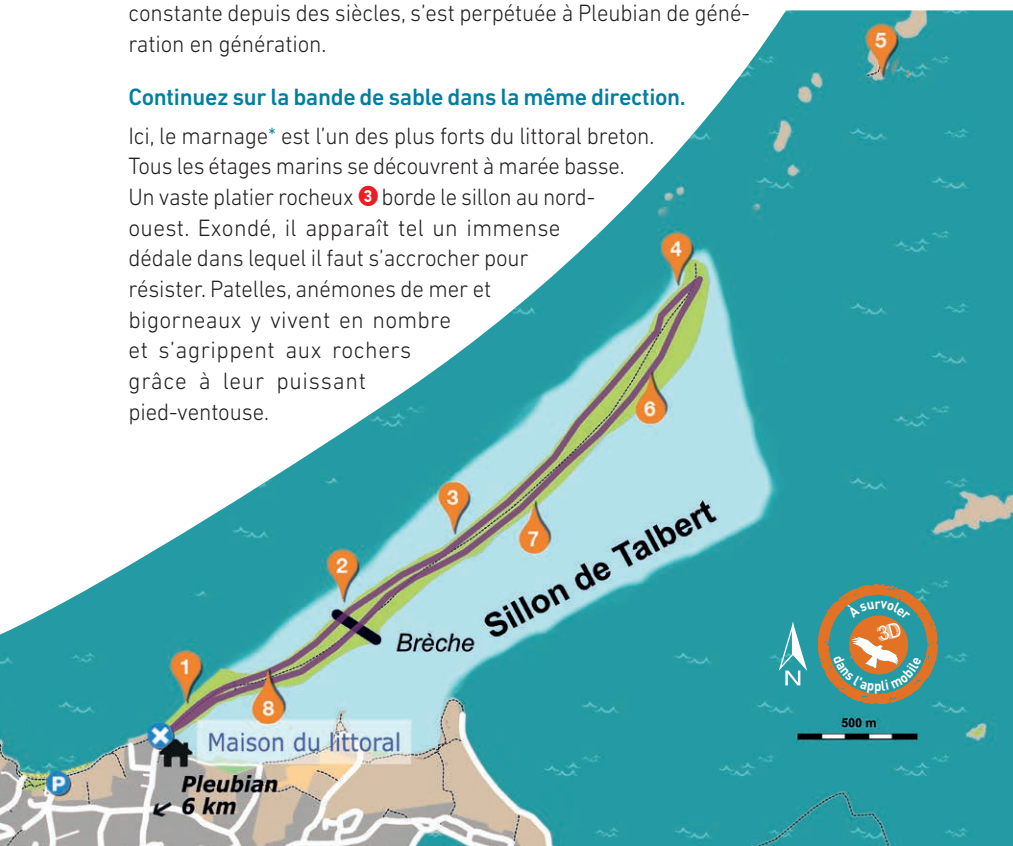 constante depuis des siècles, s'est perpétuée à Pleubian de géné-
ration en génération.
Continuez sur la bande de sable dans la même direction.
Ici, le marnage* est l'un des plus forts du littoral breton.
Tous les étages marins se découvrent à marée basse.
Un vaste platier rocheux 3 borde le sillon au nord-
ouest. Exondé, il apparaît tel un immense
dédale dans lequel il faut s'accrocher pour
résister. Patelles, anémones de mer et
bigorneaux y vivent en nombre
et s'agrippent aux rochers
grâce à leur puissant
pied-ventouse.
5
4
6
3
7
2
Sillon de Talbert
Brèche
1
8
Maison du littoral
P
Pleubian
6 km
N
À survoler
3D
dans l'appli mobile
500 m